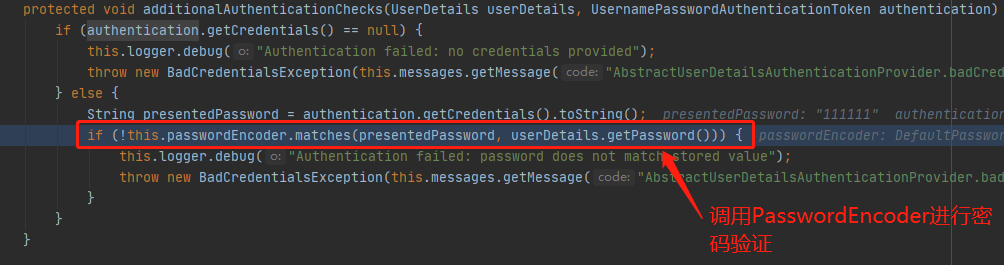 protected void additionalAuthenticationChecks(UserDetails userDetails, UsernamePasswordAuthenticationToken authentication)
if (authentication.getCredentials() == null) {
this.logger.debug( o: "Authentication failed: no credentials provided");
throw new BadCredentialsException(this.messages.getMessage( code: "AbstractUserDetailsAuthenticationProvider.badCred
} else {
String presentedPassword = authentication.getCredentials().toString(); presentedPassword: "111111" authentication
if (!this.passwordEncoder.matches(presentedPassword, userDetails.getPassword())) { passwordEncoder: DefaultPasswor
this.logger.debug( o: "Authentication failed: password does not match stored value");
throw new BadCredentialsException(this.messages.getMessage( code: "AbstractUserDetailsAuthenticationProvider.bad
}
}
}
调用PasswordEncoder进行密
码验证